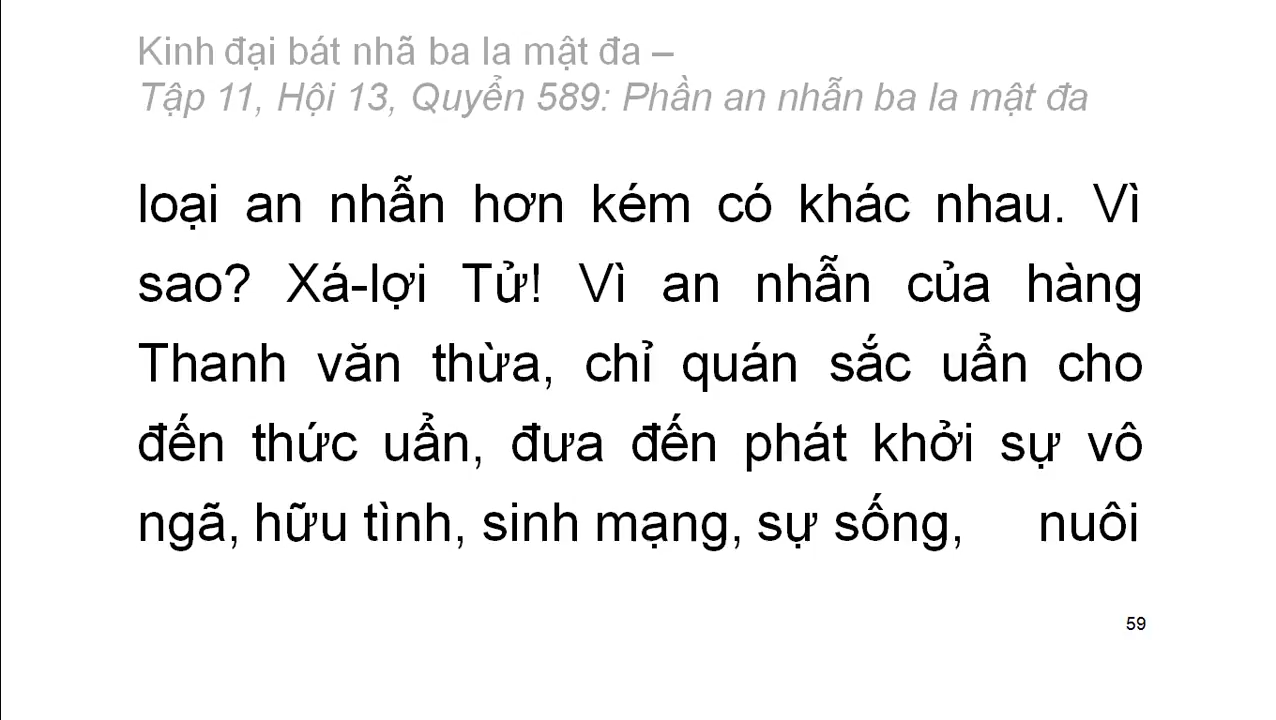 Kinh đại bát nhã ba la mật đa –
Tập 11, Hội 13, Quyển 589: Phần an nhẫn ba la mật đa
loại an nhẫn hơn kém có khác nhau. Vì
sao? Xá-lợi Tử! Vì an nhẫn của hàng
Thanh văn thừa, chỉ quán sắc uẩn cho
đến thức uẩn, đưa đến phát khởi sự vô
ngã, hữu tình, sinh mạng, sự sống, nuôi
59